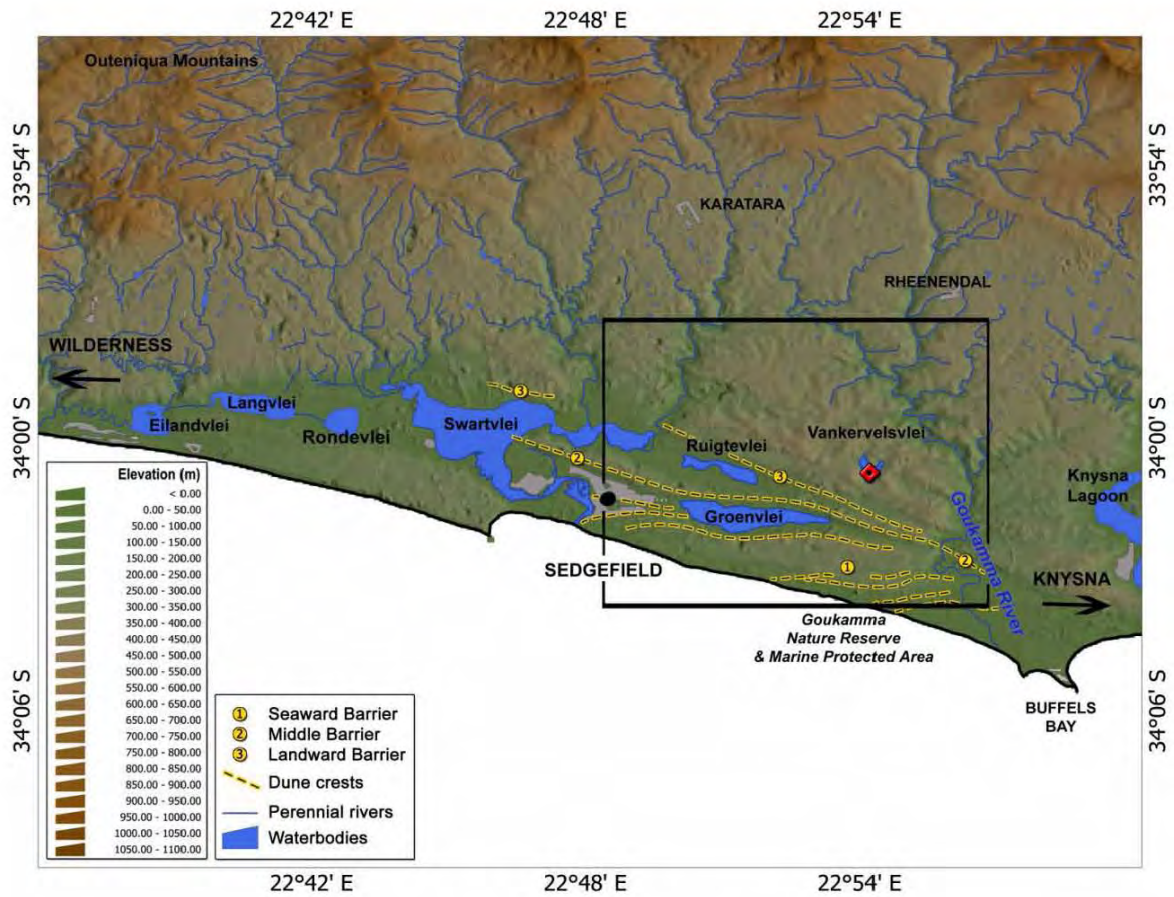 22°42' E
22°48' E
22°54' E
Outeniqua Mountains
33°54' S
33°54' S
KARATARA
RHEENENDAL
WILDERNESS
3
Langvlei
Eilandvlei
Rondevlei
Swartvlei
2
Ruigtevlei
3
Vankervelsvlei
34°00' S
34°00' S
Knysna
Lagoon
Groenvlei
Goukamma River
SEDGEFIELD
1
2
KNYSNA
Goukamma
Nature Reserve
& Marine Protected Area
BUFFELS
BAY
34°06' S
34°06' S
Elevation (m)
< 0.00
0.00 - 50.00
50.00 - 100.00
100.00 - 150.00
150.00 - 200.00
200.00 - 250.00
250.00 - 300.00
300.00 - 350.00
350.00 - 400.00
400.00 - 450.00
450.00 - 500.00
500.00 - 550.00
550.00 - 600.00
600.00 - 650.00
650.00 - 700.00
700.00 - 750.00
750.00 - 800.00
800.00 - 850.00
850.00 - 900.00
900.00 - 950.00
950.00 - 1000.00
1000.00 - 1050.00
1050.00 - 1100.00
1 Seaward Barrier
2 Middle Barrier
3 Landward Barrier
Dune crests
Perennial rivers
Waterbodies
22°42' E
22°48' E
22°54' E